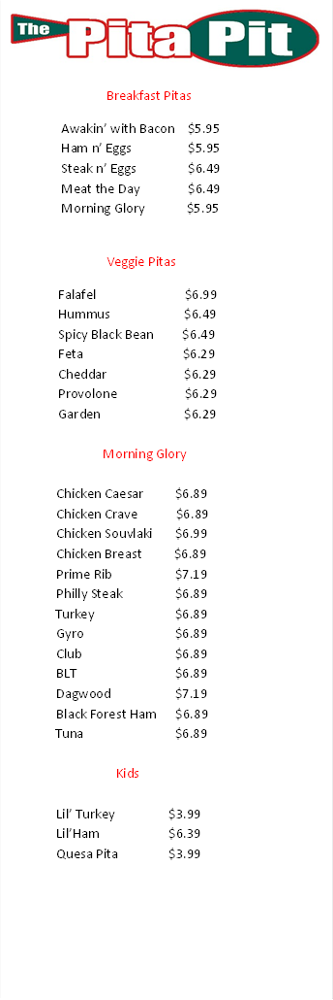 The Pita Pit
Breakfast Pitas
Awakin’ with Bacon $5.95
Ham n’ Eggs $5.95
Steak n’ Eggs $6.49
Meat the Day $6.49
Morning Glory $5.95
Veggie Pitas
Falafel $6.99
Hummus $6.49
Spicy Black Bean $6.49
Feta $6.29
Cheddar $6.29
Provolone $6.29
Garden $6.29
Morning Glory
Chicken Caesar $6.89
Chicken Crave $6.89
Chicken Souvlaki $6.99
Chicken Breast $6.89
Prime Rib $7.19
Philly Steak $6.89
Turkey $6.89
Gyro $6.89
Club $6.89
BLT $6.89
Dagwood $7.19
Black Forest Ham $6.89
Tuna $6.89
Kids
Lil’ Turkey $3.99
Lil’Ham $6.39
Quesa Pita $3.99